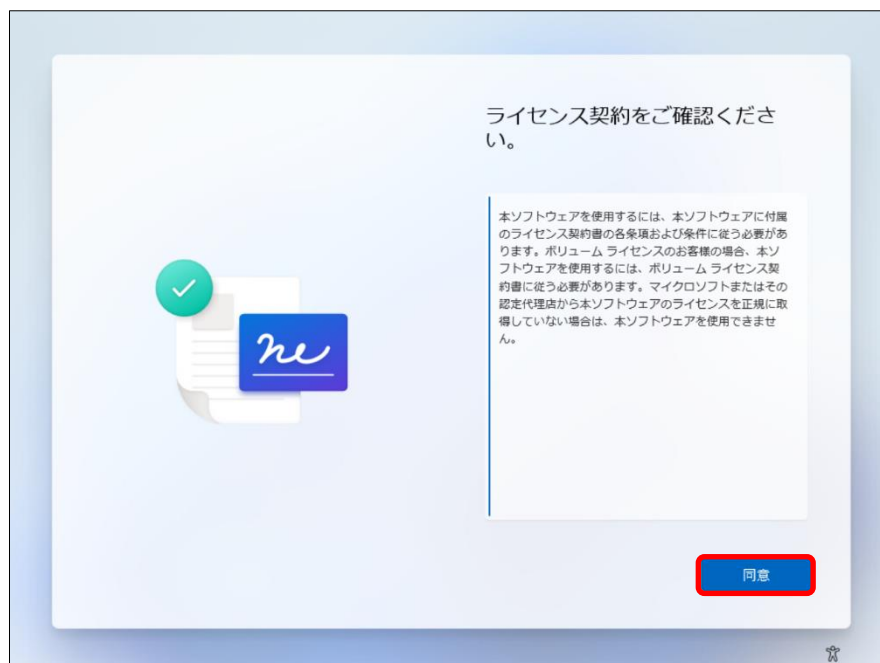 ライセンス契約をご確認くださ
い。
本ソフトウェアを使用するには、本ソフトウェアに付属
のライセンス契約書の各条項および条件に従う必要があ
ります。ボリューム ライセンスのお客様の場合、本ソ
フトウェアを使用するには、ボリューム ライセンス契
約書に従う必要があります。マイクロソフトまたはその
認定代理店から本ソフトウェアのライセンスを正規に取
得していない場合は、本ソフトウェアを使用できませ
ん。
同意